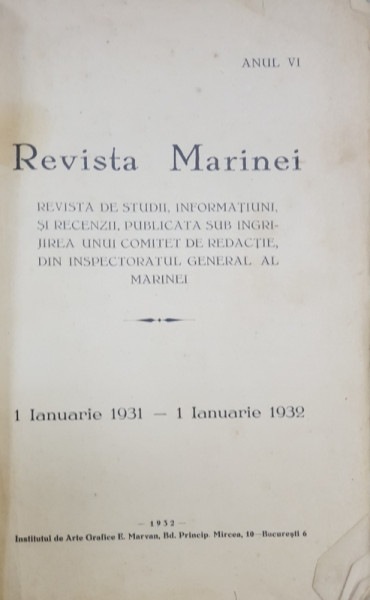 ANUL VI
Revista Marinei
REVISTA DE STUDII, INFORMAȚIUNI,
ȘI RECENZII, PUBLICATA SUB INGRI-
JIREA UNUI COMITET DE REDACȚIE,
DIN INSPECTORATUL GENERAL AL
MARINEI
1 Ianuarie 1931 — 1 Ianuarie 1932
— 1932 —
Institutul de Arte Grafice E. Marvan, Bd. Princip. Mircea, 10—București 6